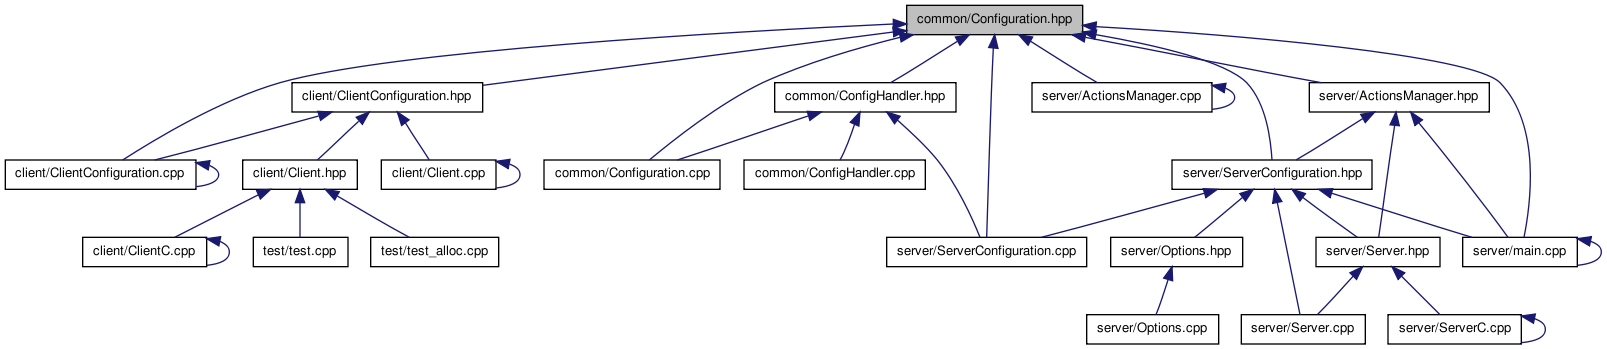 common/Configuration.hpp
client/ClientConfiguration.hpp
common/ConfigHandler.hpp
server/ActionsManager.cpp
server/ActionsManager.hpp
client/ClientConfiguration.cpp
client/Client.hpp
client/Client.cpp
common/Configuration.cpp
common/ConfigHandler.cpp
server/ServerConfiguration.hpp
client/ClientC.cpp
test/test.cpp
test/test_alloc.cpp
server/ServerConfiguration.cpp
server/Options.hpp
server/Server.hpp
server/main.cpp
server/Options.cpp
server/Server.cpp
server/ServerC.cpp